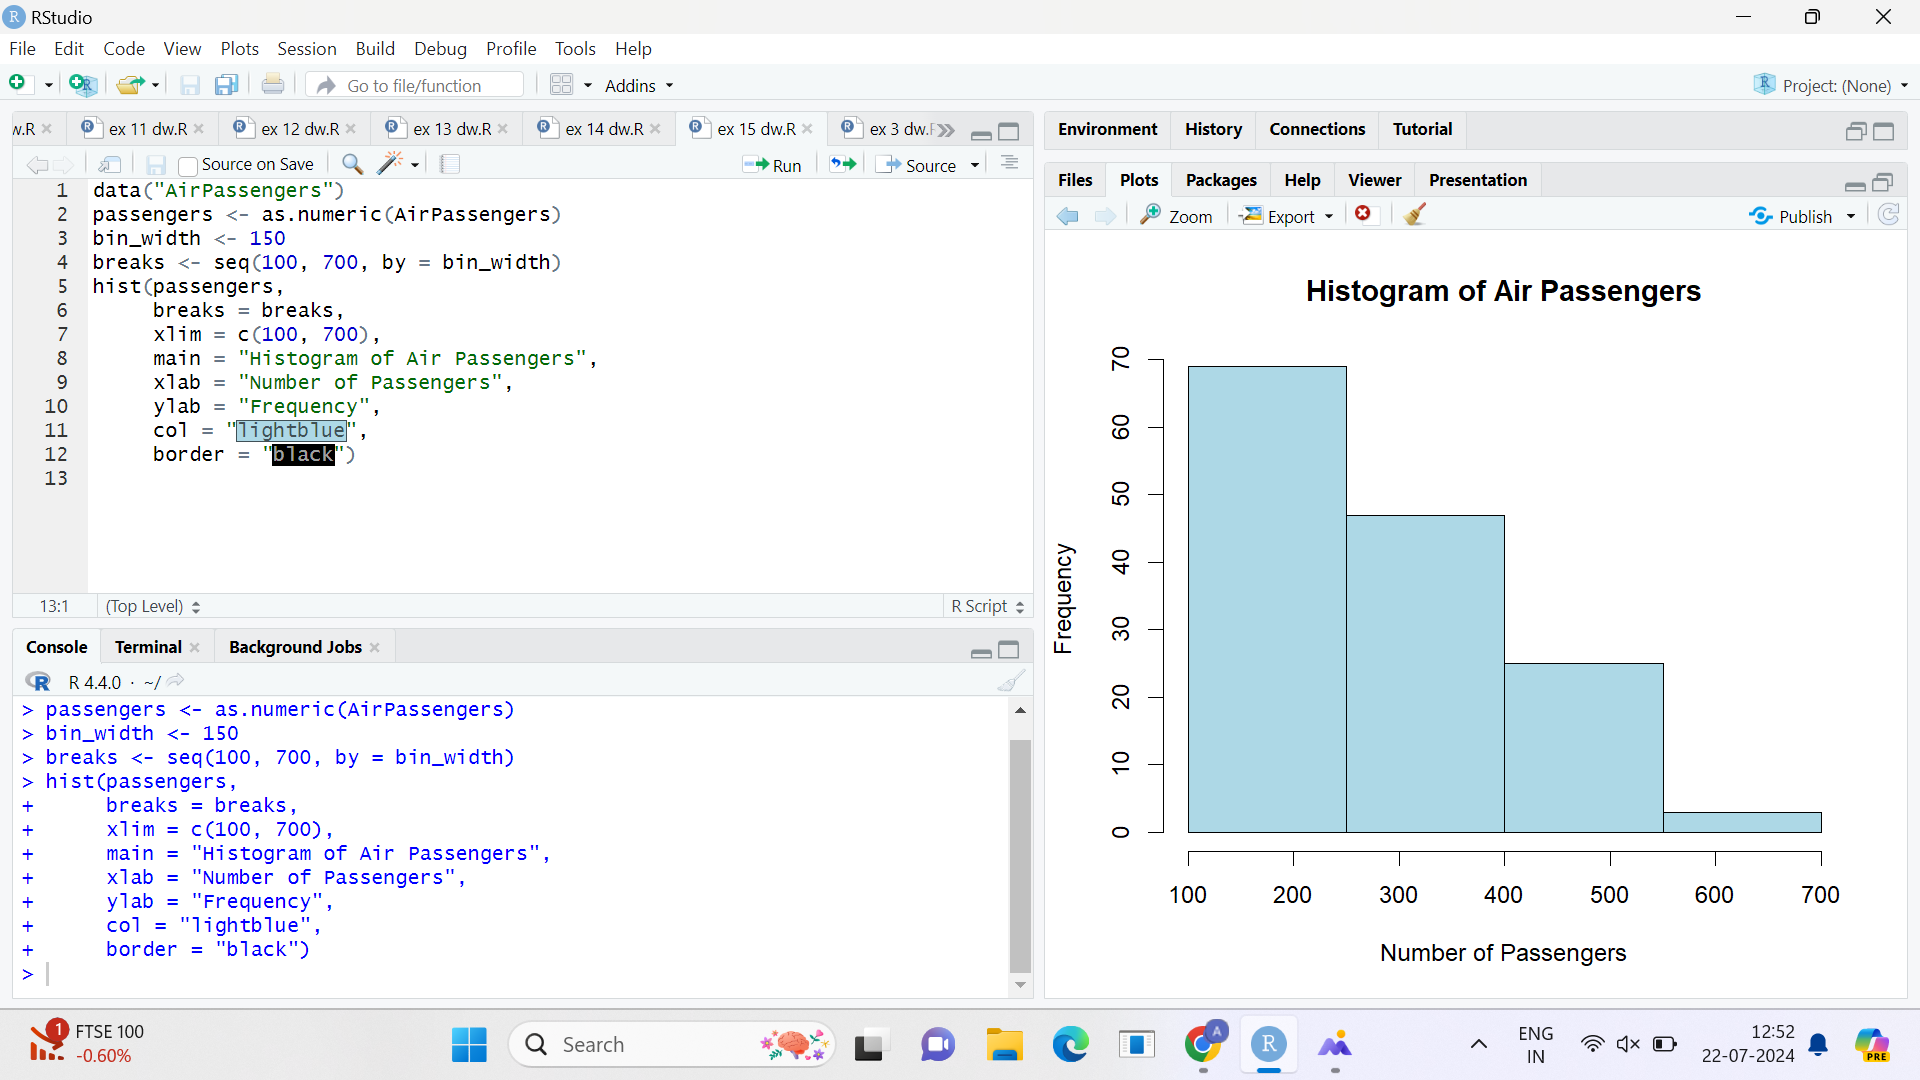 RStudio
File Edit Code View Plots Session Build Debug Profile Tools Help
Go to file/function Addins Project: (None)
w.R ex 11 dw.R ex 12 dw.R ex 13 dw.R ex 14 dw.R ex 15 dw.R ex 3 dw.
Source on Save Run Source
1 data("AirPassengers")
2 passengers <- as.numeric(AirPassengers)
3 bin_width <- 150
4 breaks <- seq(100, 700, by = bin_width)
5 hist(passengers,
6 breaks = breaks,
7 xlim = c(100, 700),
8 main = "Histogram of Air Passengers",
9 xlab = "Number of Passengers",
10 ylab = "Frequency",
11 col = "lightblue",
12 border = "black")
13
13:1 (Top Level) R Script
Console Terminal Background Jobs
R R 4.4.0 · ~/
> passengers <- as.numeric(AirPassengers)
> bin_width <- 150
> breaks <- seq(100, 700, by = bin_width)
> hist(passengers,
+ breaks = breaks,
+ xlim = c(100, 700),
+ main = "Histogram of Air Passengers",
+ xlab = "Number of Passengers",
+ ylab = "Frequency",
+ col = "lightblue",
+ border = "black")
>
Environment History Connections Tutorial
Files Plots Packages Help Viewer Presentation
Zoom Export Publish
Histogram of Air Passengers
70
60
50
40
30
20
10
0
Frequency
100 200 300 400 500 600 700
Number of Passengers
1 FTSE 100
-0.60%
Search
A
R
ENG
IN
12:52
22-07-2024
PRE